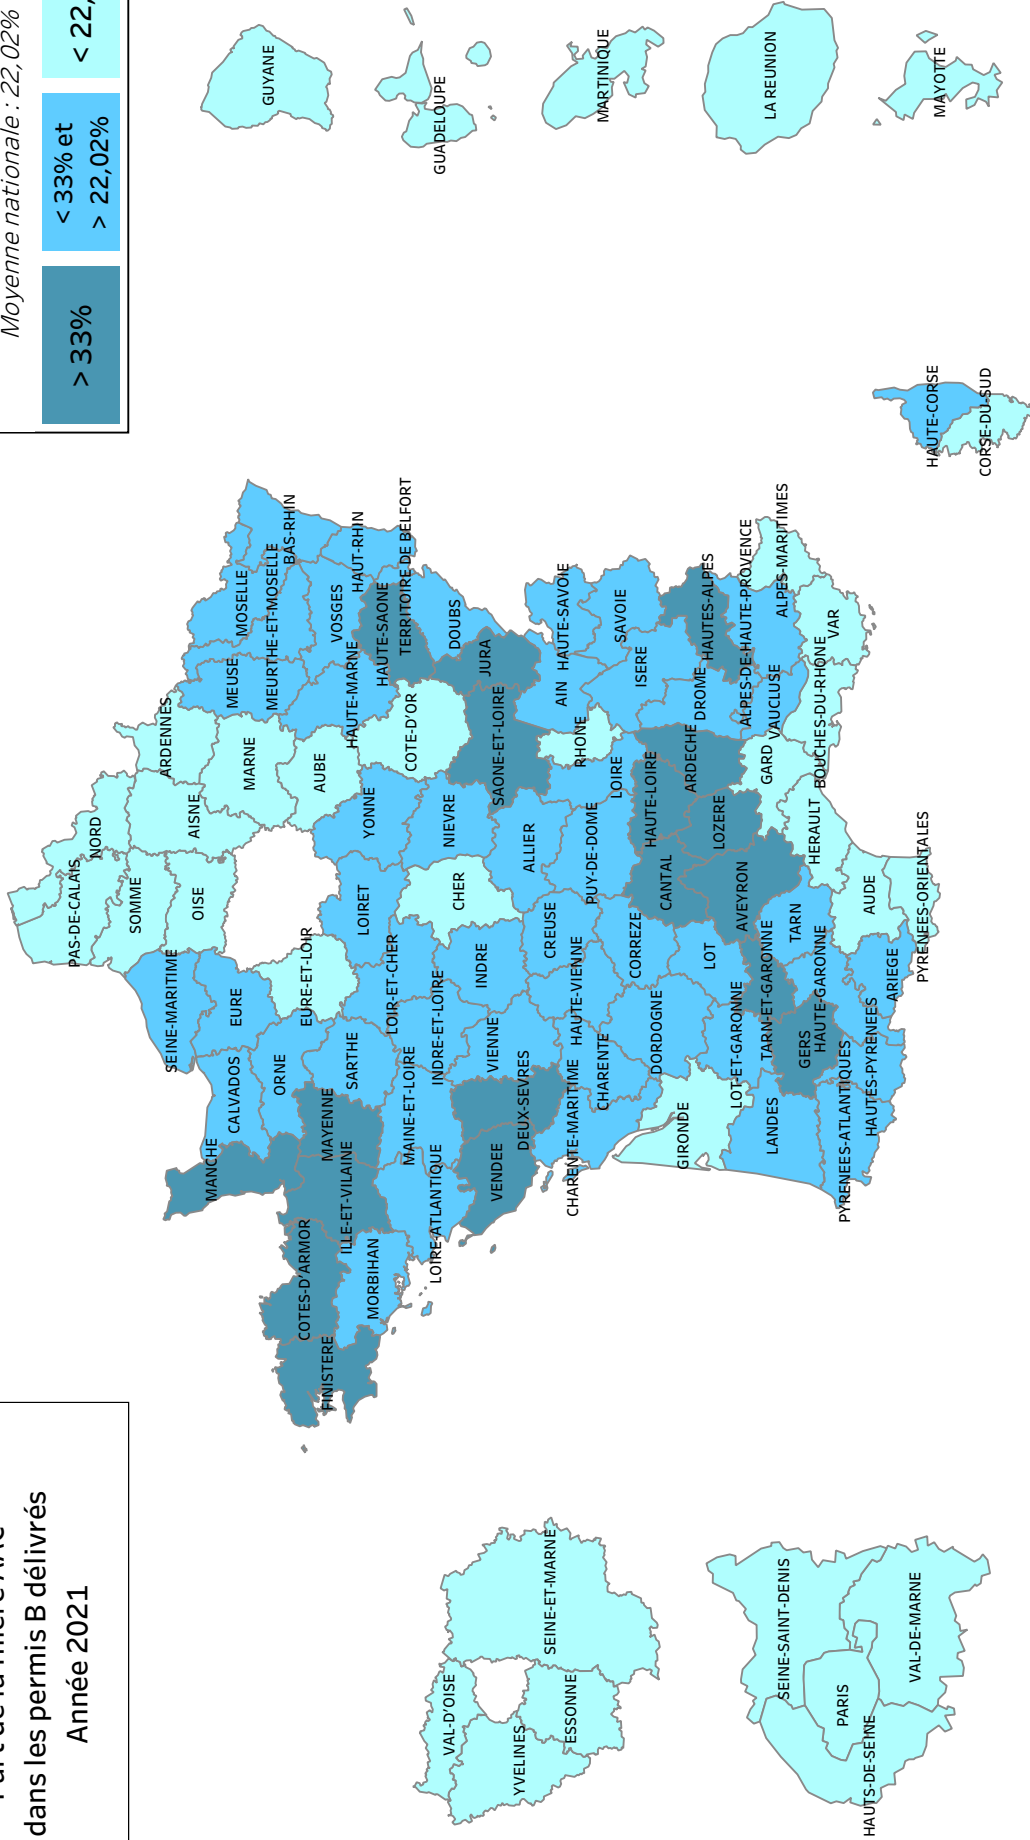 dans les permis B délivrés
Année 2021
Moyenne nationale : 22,02%
> 33%
< 33% et
> 22,02%
< 22,
PAS-DE-CALAIS
NORD
SOMME
AISNE
OISE
ARDENNES
SEINE-MARITIME
EURE
CALVADOS
MANCHE
ORNE
EURE-ET-LOIR
MARNE
AUBE
MEUSE
MOSELLE
MEURTHE-ET-MOSELLE
BAS-RHIN
VOSGES
HAUT-RHIN
HAUTE-MARNE
HAUTE-SAONE
TERRITOIRE DE BELFORT
FINISTERE
COTES-D'ARMOR
MORBIHAN
ILLE-ET-VILAINE
MAYENNE
SARTHE
LOIRET
YONNE
COTE-D'OR
DOUBS
JURA
LOIR-ET-CHER
LOIRE-ATLANTIQUE
MAINE-ET-LOIRE
INDRE-ET-LOIRE
CHER
NIEVRE
SAONE-ET-LOIRE
VENDEE
DEUX-SEVRES
VIENNE
INDRE
ALLIER
CREUSE
HAUTE-VIENNE
CHARENTE-MARITIME
CHARENTE
PUY-DE-DOME
LOIRE
RHONE
AIN
HAUTE-SAVOIE
SAVOIE
ISERE
CORREZE
DORDOGNE
CANTAL
HAUTE-LOIRE
ARDECHE
DROME
HAUTES-ALPES
GIRONDE
LOT
LOT-ET-GARONNE
AVEYRON
LOZERE
TARN-ET-GARONNE
TARN
GARD
VAUCLUSE
ALPES-DE-HAUTE-PROVENCE
ALPES-MARITIMES
LANDES
GERS
HAUTE-GARONNE
HERAULT
BOUCHES-DU-RHONE
VAR
PYRENEES-ATLANTIQUES
HAUTES-PYRENEES
ARIEGE
AUDE
PYRENEES-ORIENTALES
HAUTE-CORSE
CORSE-DU-SUD
GUYANE
GUADELOUPE
MARTINIQUE
LA REUNION
MAYOTTE
VAL-D'OISE
YVELINES
ESSONNE
SEINE-ET-MARNE
SEINE-SAINT-DENIS
PARIS
HAUTS-DE-SEINE
VAL-DE-MARNE